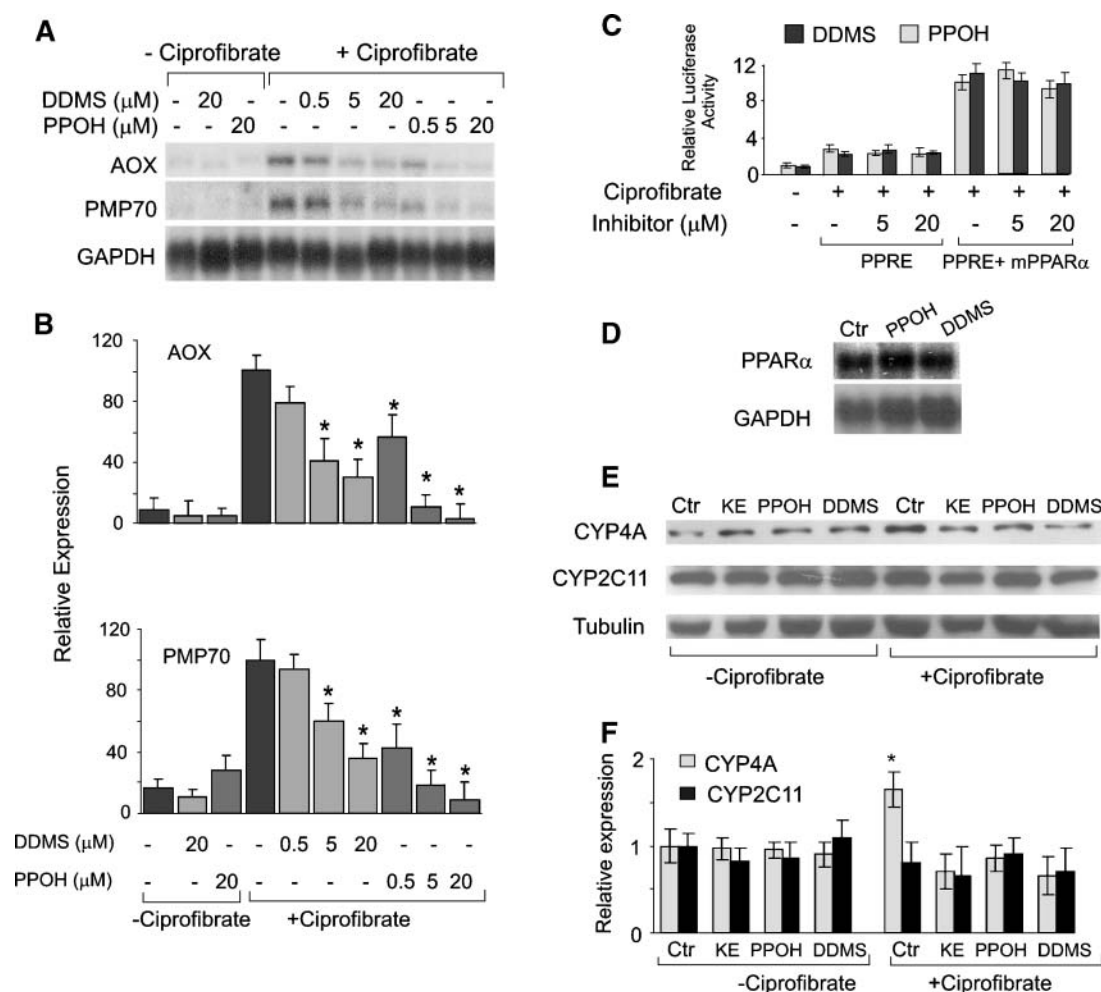 A
- Ciprofibrate + Ciprofibrate
DDMS (μM) - 20 - - 0.5 5 20 - - -
PPOH (μM) - - 20 - - - - 0.5 5 20
AOX
PMP70
GAPDH
B
Relative Expression
AOX
120
80
40
0
* * * * *
PMP70
120
80
40
0
* * * * *
DDMS (μM) - 20 - - 0.5 5 20 - - -
PPOH (μM) - - 20 - - - - 0.5 5 20
-Ciprofibrate +Ciprofibrate
C
DDMS PPOH
Relative Luciferase Activity
12
8
4
0
Ciprofibrate - + + + + + +
Inhibitor (μM) - - 5 20 - 5 20
PPRE PPRE+ mPPARα
D
Ctr PPOH DDMS
PPARα
GAPDH
E
Ctr KE PPOH DDMS Ctr KE PPOH DDMS
CYP4A
CYP2C11
Tubulin
-Ciprofibrate +Ciprofibrate
F
CYP4A
CYP2C11
Relative expression
2
1
0
*
Ctr KE PPOH DDMS Ctr KE PPOH DDMS
-Ciprofibrate +Ciprofibrate